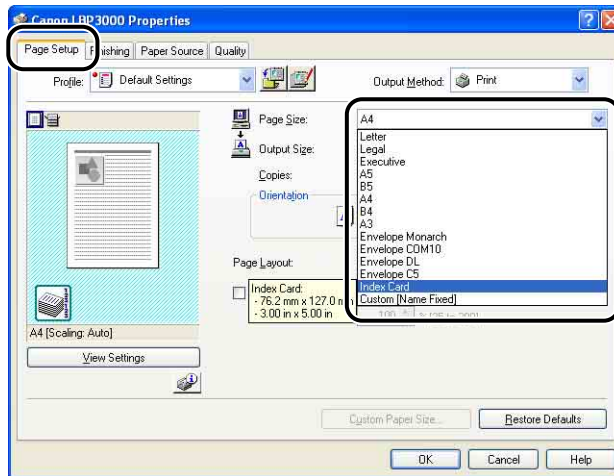 Canon LBP3000 Properties
Page Setup Finishing Paper Source Quality
Profile: Default Settings Output Method: Print
Page Size: A4
Output Size:
Copies:
Orientation
Page Layout:
Letter
Legal
Executive
A5
B5
A4
B4
A3
Envelope Monarch
Envelope COM10
Envelope DL
Envelope C5
Index Card
Custom [Name Fixed]
Index Card:
- 76.2 mm x 127.0 m
- 3.00 in x 5.00 in
A4 [Scaling: Auto]
View Settings
Custom Paper Size... Restore Defaults
OK Cancel Help